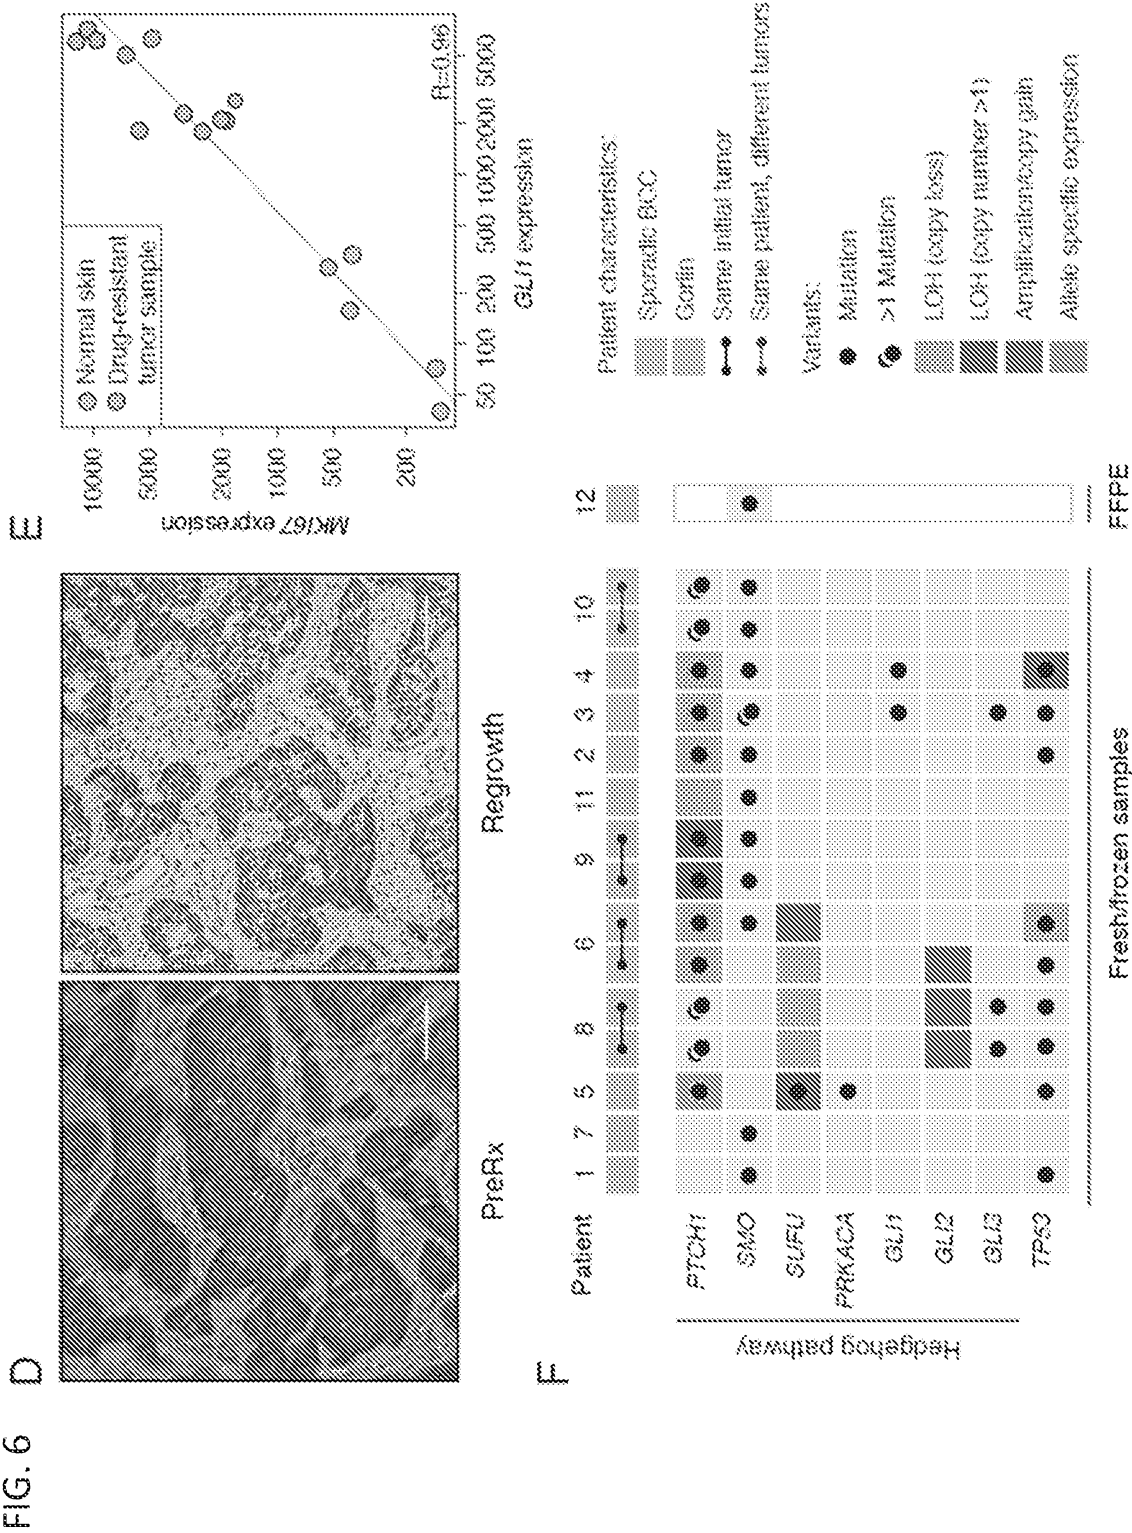 FIG. 6
D
PreRx
Regrowth
E
Normal skin
Drug-resistant
tumor sample
10000
5000
2000
1000
500
200
MKI67 expression
R=0.96
50 100 200 500 1000 2000 5000
GLI1 expression
F
Patient 1 7 5 8 6 9 11 2 3 4 10 12
Hedgehog pathway
PTCH1
SMO
SUFU
PRKACA
GLI1
GLI2
GLI3
TP53
Fresh/frozen samples
FFPE
Patient characteristics:
Sporadic BCC
Gorlin
Same initial tumor
Same patient, different tumors
Variants:
Mutation
>1 Mutation
LOH (copy loss)
LOH (copy number >1)
Amplification/copy gain
Allele specific expression